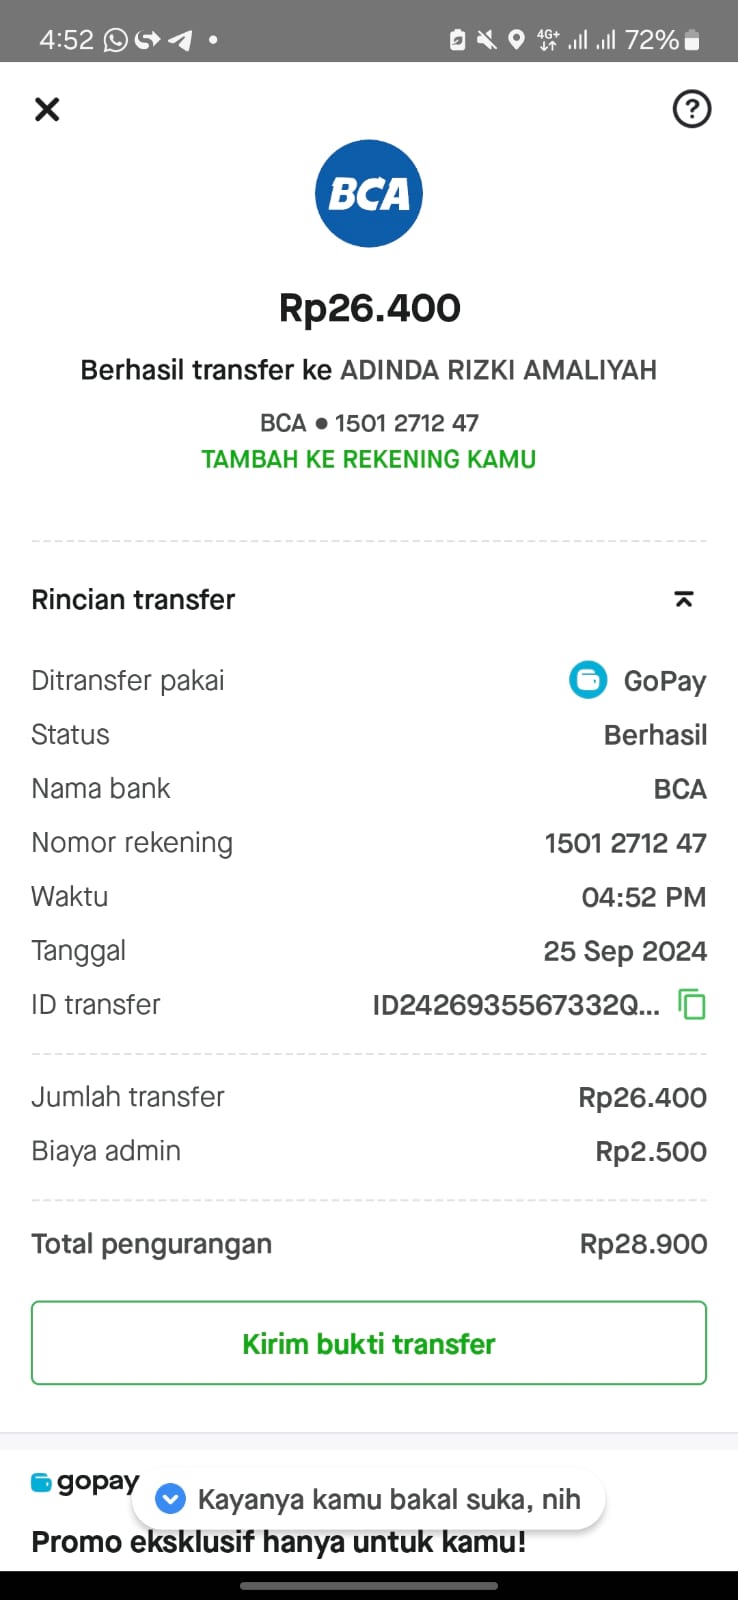 4:52 4G+ 72%
?
BCA
Rp26.400
Berhasil transfer ke ADINDA RIZKI AMALIYAH
BCA ● 1501 2712 47
TAMBAH KE REKENING KAMU
Rincian transfer
Ditransfer pakai GoPay
Status Berhasil
Nama bank BCA
Nomor rekening 1501 2712 47
Waktu 04:52 PM
Tanggal 25 Sep 2024
ID transfer ID2426935567332Q...
Jumlah transfer Rp26.400
Biaya admin Rp2.500
Total pengurangan Rp28.900
Kirim bukti transfer
gopay
Kayanya kamu bakal suka, nih
Promo eksklusif hanya untuk kamu!